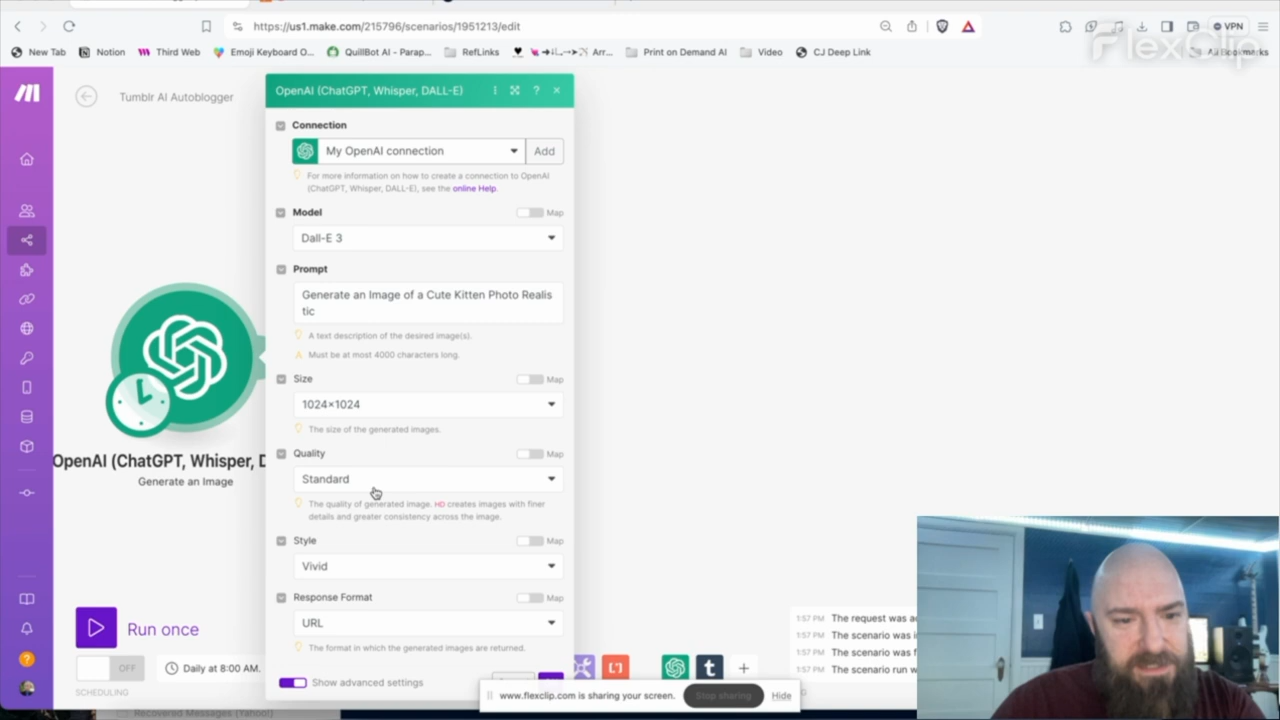 https://us1.make.com/215796/scenarios/1951213/edit
VPN
New Tab
Notion
Third Web
Emoji Keyboard O...
QuillBot AI - Parap...
RefLinks
Arr...
Print on Demand AI
Video
CJ Deep Link
All Bookmarks
FlexClip
Tumblr AI Autoblogger
OpenAI (ChatGPT, Whisper, DALL-E)
Connection
My OpenAI connection
Add
For more information on how to create a connection to OpenAI
(ChatGPT, Whisper, DALL-E), see the online Help.
Model
Map
Dall-E 3
Prompt
Generate an Image of a Cute Kitten Photo Realis
tic
A text description of the desired image(s).
Must be at most 4000 characters long.
Size
Map
1024×1024
The size of the generated images.
Quality
Map
Standard
The quality of generated image. HD creates images with finer
details and greater consistency across the image.
Style
Map
Vivid
Response Format
Map
URL
The format in which the generated images are returned.
Show advanced settings
OpenAI (ChatGPT, Whisper, D
Generate an Image
Run once
OFF
Daily at 8:00 AM.
SCHEDULING
1:57 PM The request was a
1:57 PM The scenario was i
1:57 PM The scenario was f
1:57 PM The scenario run w
www.flexclip.com is sharing your screen.
Stop sharing
Hide
Recovered Messages (Yahoo!)